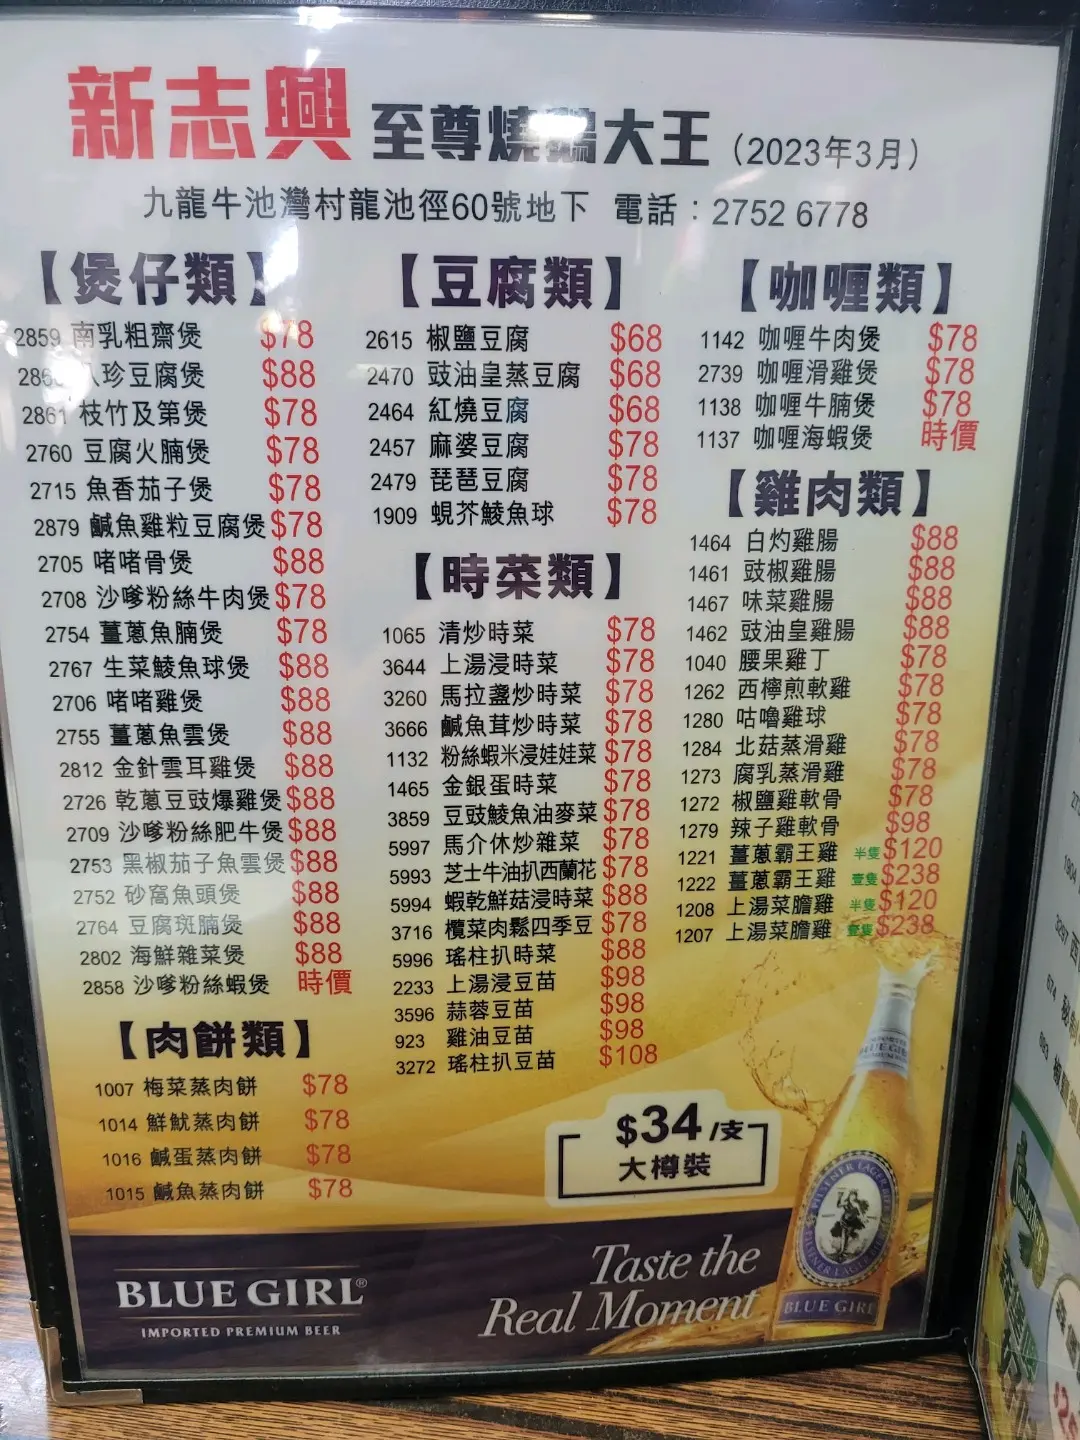 新志興 至尊燒鵝大王（2023年3月）
九龍牛池灣村龍池徑60號地下 電話：2752 6778
【煲仔類】
2859 南乳粗齋煲 $78
286 八珍豆腐煲 $88
2861 枝竹及第煲 $78
2760 豆腐火腩煲 $78
2715 魚香茄子煲 $78
2879 鹹魚雞粒豆腐煲 $78
2705 啫啫骨煲 $88
2708 沙嗲粉絲牛肉煲 $78
2754 薑蔥魚腩煲 $78
2767 生菜鯪魚球煲 $88
2706 啫啫雞煲 $88
2755 薑蔥魚雲煲 $88
2812 金針雲耳雞煲 $88
2726 乾蔥豆豉爆雞煲 $88
2709 沙嗲粉絲肥牛煲 $88
2753 黑椒茄子魚雲煲 $88
2752 砂窩魚頭煲 $88
2764 豆腐斑腩煲 $88
2802 海鮮雜菜煲 $88
2858 沙嗲粉絲蝦煲 時價
【肉餅類】
1007 梅菜蒸肉餅 $78
1014 鮮魷蒸肉餅 $78
1016 鹹蛋蒸肉餅 $78
1015 鹹魚蒸肉餅 $78
【豆腐類】
2615 椒鹽豆腐 $68
2470 豉油皇蒸豆腐 $68
2464 紅燒豆腐 $68
2457 麻婆豆腐 $78
2479 琵琶豆腐 $78
1909 蜆芥鯪魚球 $78
【時菜類】
1065 清炒時菜 $78
3644 上湯浸時菜 $78
3260 馬拉盞炒時菜 $78
3666 鹹魚茸炒時菜 $78
1132 粉絲蝦米浸娃娃菜 $78
1465 金銀蛋時菜 $78
3859 豆豉鯪魚油麥菜 $78
5997 馬介休炒雜菜 $78
5993 芝士牛油扒西蘭花 $78
5994 蝦乾鮮菇浸時菜 $88
3716 欖菜肉鬆四季豆 $78
5996 瑤柱扒時菜 $88
2233 上湯浸豆苗 $98
3596 蒜蓉豆苗 $98
923 雞油豆苗 $98
3272 瑤柱扒豆苗 $108
【咖喱類】
1142 咖喱牛肉煲 $78
2739 咖喱滑雞煲 $78
1138 咖喱牛腩煲 $78
1137 咖喱海蝦煲 時價
【雞肉類】
1464 白灼雞腸 $88
1461 豉椒雞腸 $88
1467 味菜雞腸 $88
1462 豉油皇雞腸 $88
1040 腰果雞丁 $78
1262 西檸煎軟雞 $78
1280 咕嚕雞球 $78
1284 北菇蒸滑雞 $78
1273 腐乳蒸滑雞 $78
1272 椒鹽雞軟骨 $78
1279 辣子雞軟骨 $98
1221 薑蔥霸王雞 半隻 $120
1222 薑蔥霸王雞 壹隻 $238
1208 上湯菜膽雞 半隻 $120
1207 上湯菜膽雞 壹隻 $238
$34/支
大樽裝
BLUE GIRL®
IMPORTED PREMIUM BEER
Taste the
Real Moment
PILSENER LAGER BEER
BLUE GIRL